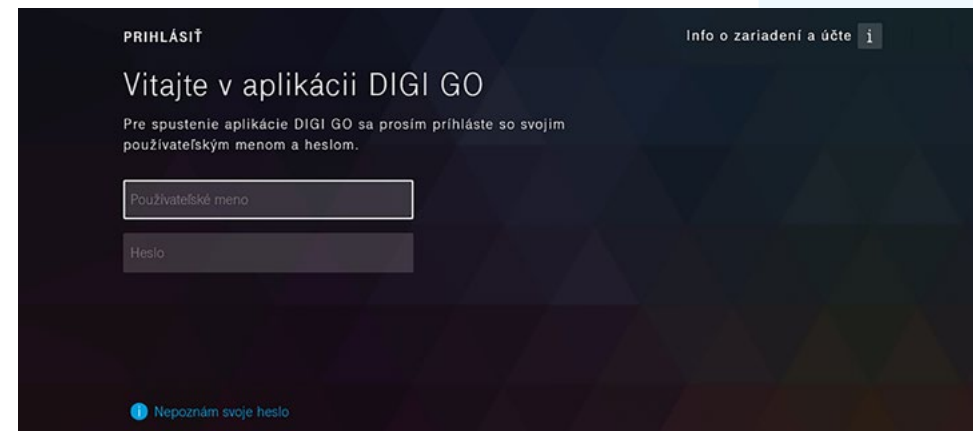 PRIHLÁSIŤ
Info o zariadení a účte i
Vitajte v aplikácii DIGI GO
Pre spustenie aplikácie DIGI GO sa prosím príhláste so svojim
používateľským menom a heslom.
Používateľské meno
Heslo
i Nepoznám svoje heslo